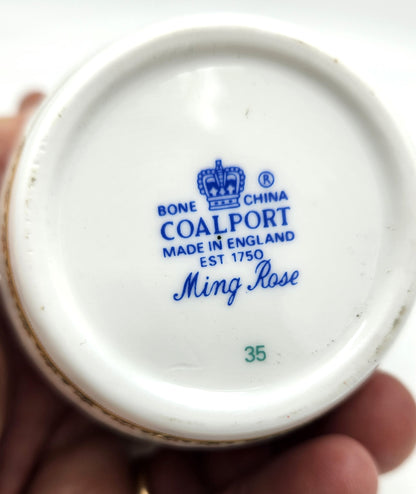 BONE ® CHINA
COALPORT
MADE IN ENGLAND
EST 1750
Ming Rose
35